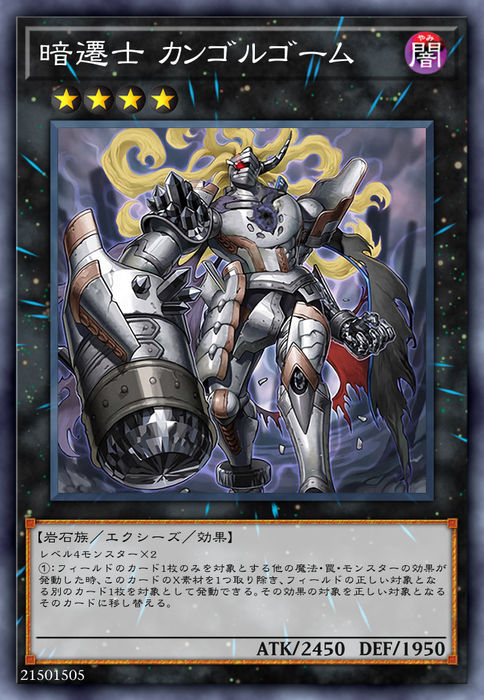 暗遷士 カンゴルゴーム
やみ
闇
【岩石族／エクシーズ／効果】
レベル4モンスター×2
①：フィールドのカード1枚のみを対象とする他の魔法・罠・モンスターの効果が
発動した時、このカードのX素材を1つ取り除き、フィールドの正しい対象とな
る別のカード1枚を対象として発動できる。その効果の対象を正しい対象となる
そのカードに移し替える。
ATK/2450 DEF/1950
21501505